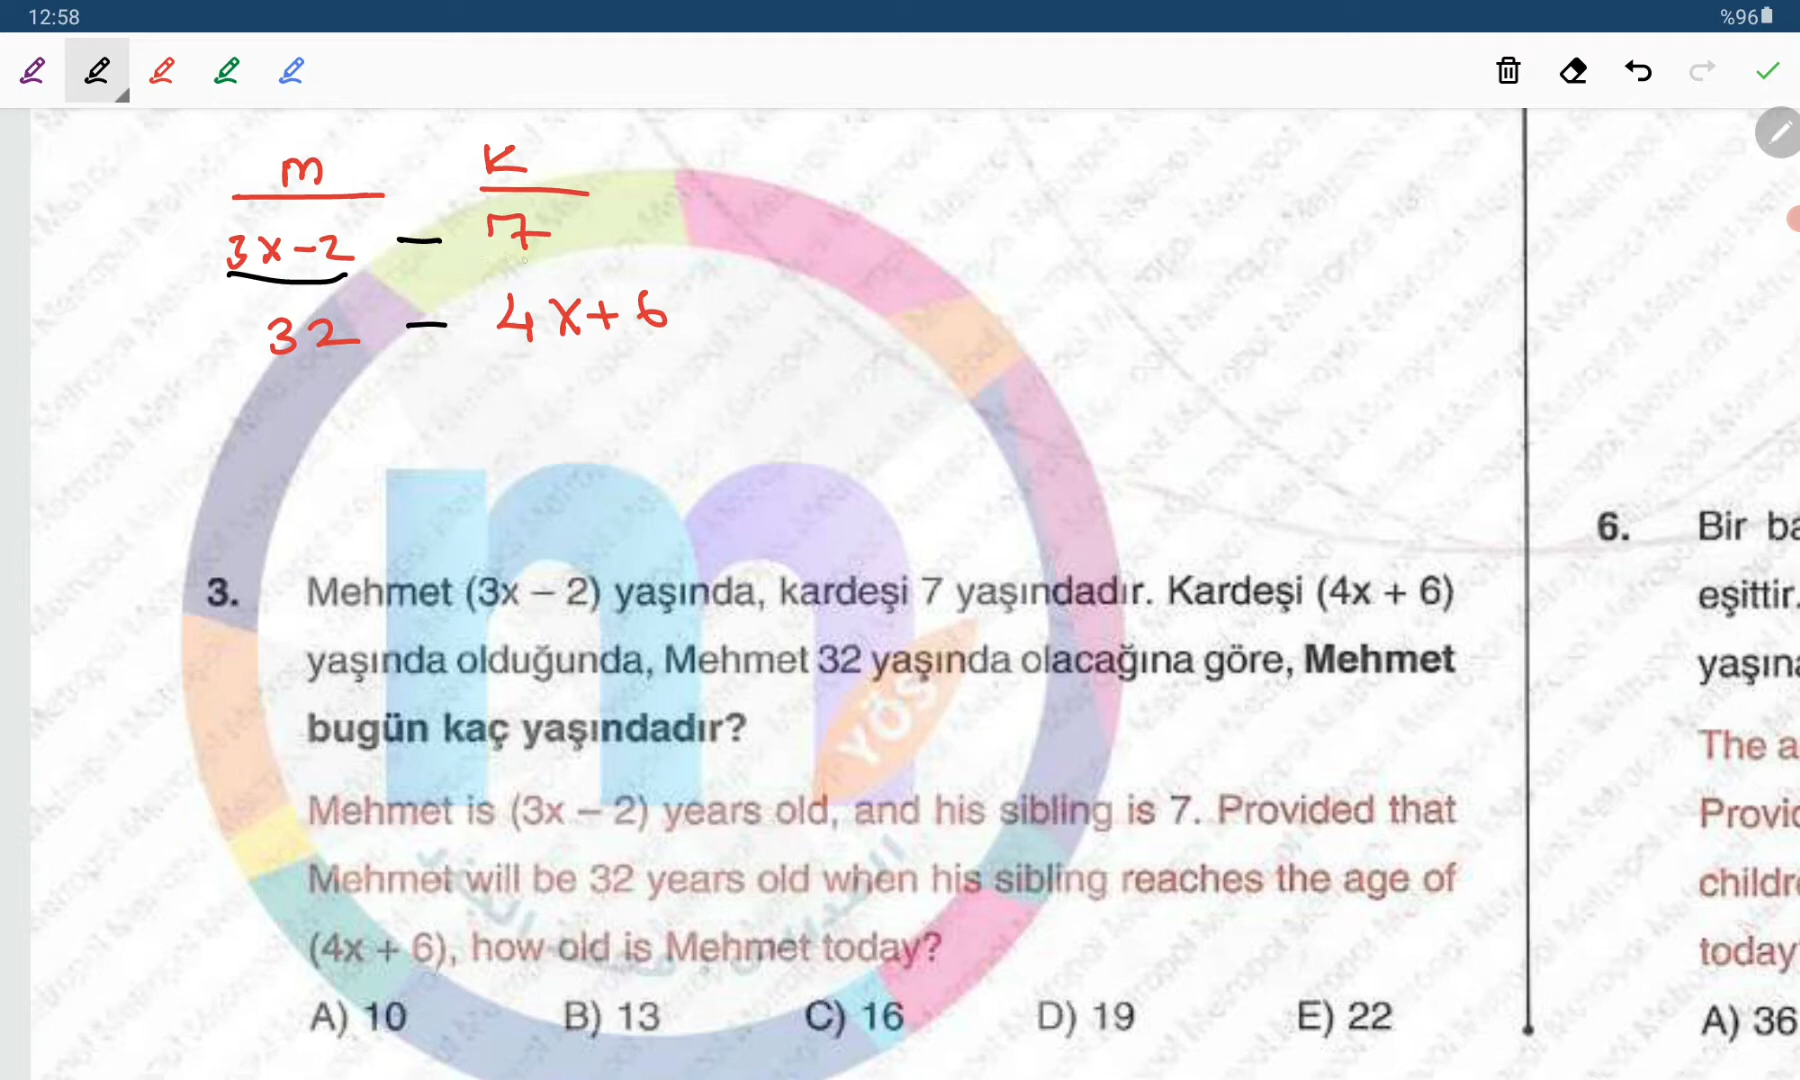 12:58
%96
m K
3x-2 - 7
32 - 4x+6
3. Mehmet (3x – 2) yaşında, kardeşi 7 yaşındadır. Kardeşi (4x + 6)
yaşında olduğunda, Mehmet 32 yaşında olacağına göre, Mehmet
bugün kaç yaşındadır?
Mehmet is (3x – 2) years old, and his sibling is 7. Provided that
Mehmet will be 32 years old when his sibling reaches the age of
(4x + 6), how old is Mehmet today?
A) 10 B) 13 C) 16 D) 19 E) 22
YÖS
6. Bir
eşittir.
The
today
A) 36